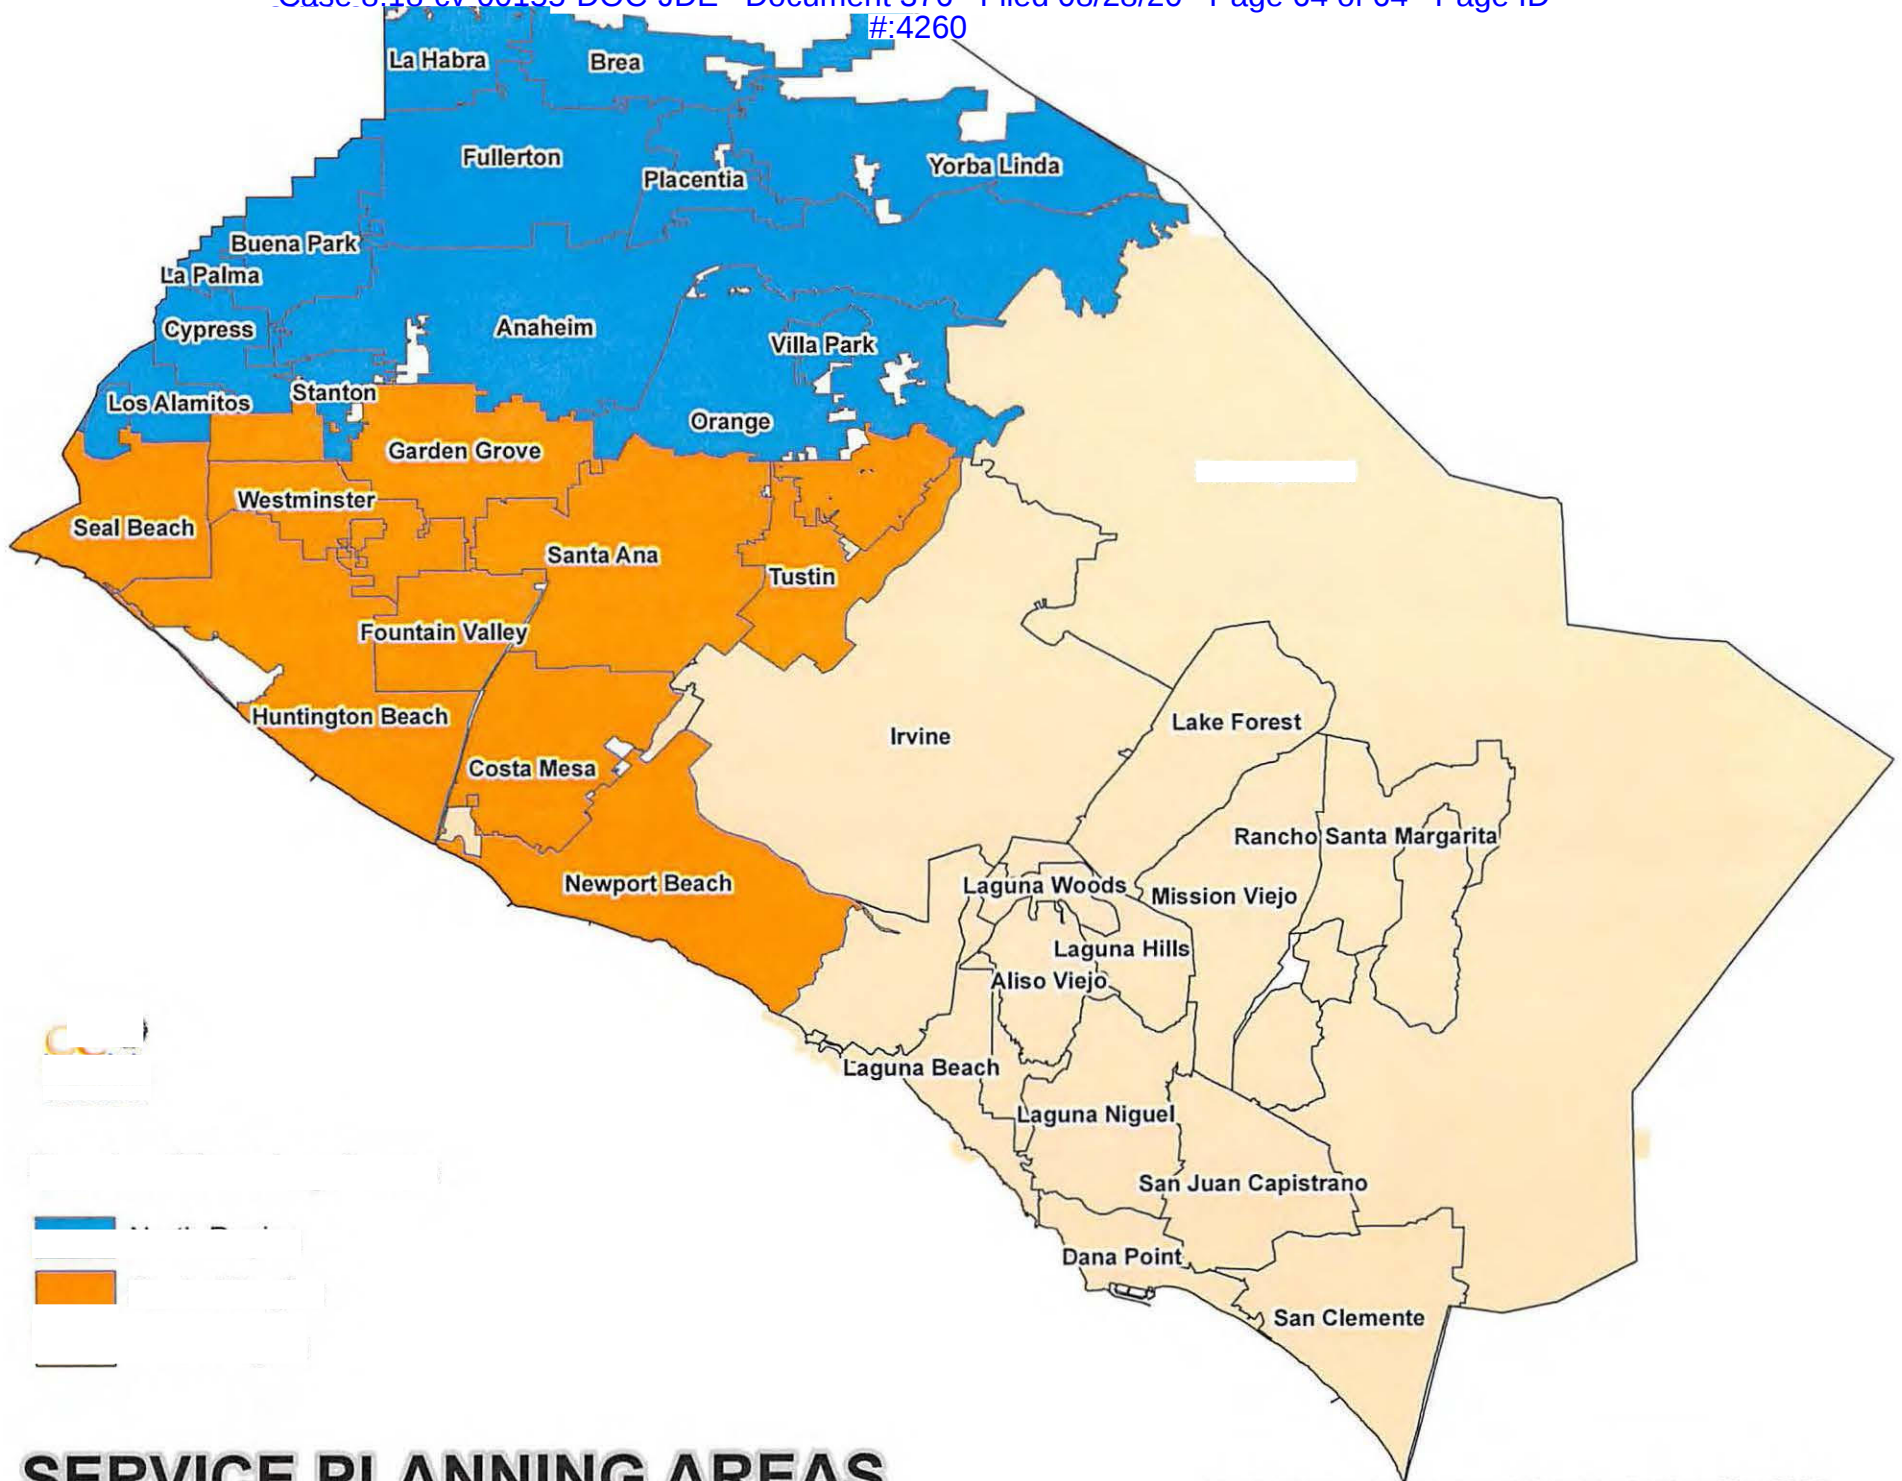 #:4260
La Habra
Brea
Fullerton
Placentia
Yorba Linda
Buena Park
La Palma
Cypress
Anaheim
Villa Park
Los Alamitos
Stanton
Orange
Garden Grove
Westminster
Seal Beach
Santa Ana
Tustin
Fountain Valley
Huntington Beach
Irvine
Lake Forest
Costa Mesa
Rancho Santa Margarita
Newport Beach
Laguna Woods
Mission Viejo
Laguna Hills
Aliso Viejo
Laguna Beach
Laguna Niguel
San Juan Capistrano
Dana Point
San Clemente
SERVICE PLANNING AREAS